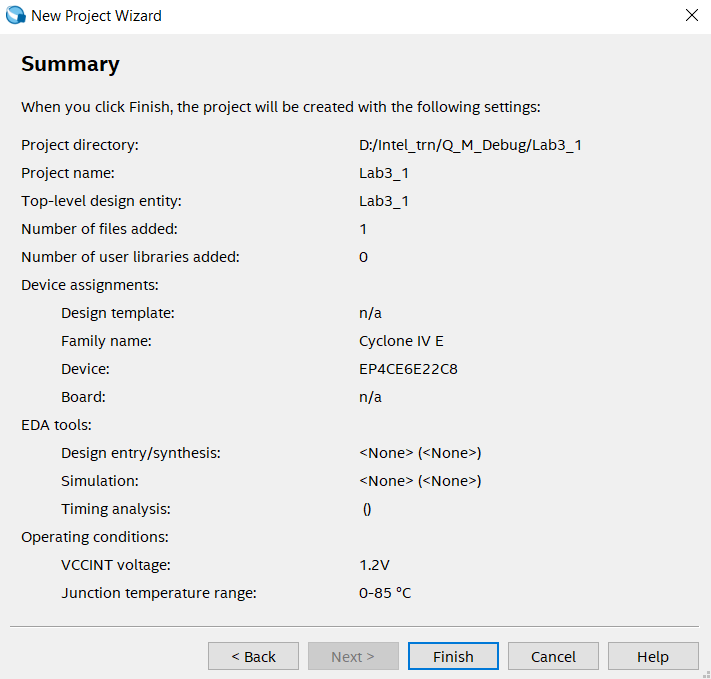 New Project Wizard
Summary
When you click Finish, the project will be created with the following settings:
Project directory: D:/Intel_trn/Q_M_Debug/Lab3_1
Project name: Lab3_1
Top-level design entity: Lab3_1
Number of files added: 1
Number of user libraries added: 0
Device assignments:
Design template: n/a
Family name: Cyclone IV E
Device: EP4CE6E22C8
Board: n/a
EDA tools:
Design entry/synthesis: <None> (<None>)
Simulation: <None> (<None>)
Timing analysis: ()
Operating conditions:
VCCINT voltage: 1.2V
Junction temperature range: 0-85 °C
< Back Next > Finish Cancel Help